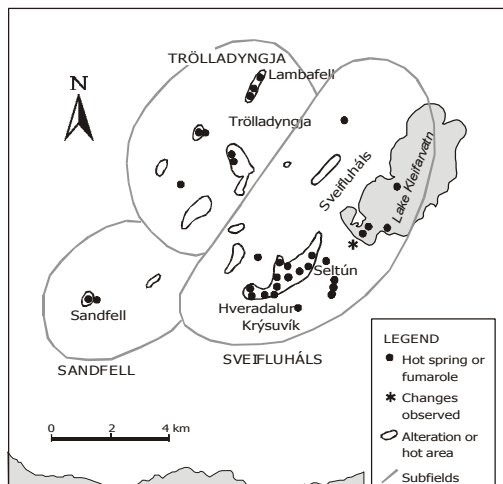 TRÖLLADYNGJA
Lambafell
N
Trölladyngja
Sveifluháls
Lake Kleifarvatn
Seltún
Hveradalur
Krýsuvík
Sandfell
SANDFELL
SVEIFLUHÁLS
0 2 4 km
LEGEND
Hot spring or
fumarole
Changes
observed
Alteration or
hot area
Subfields